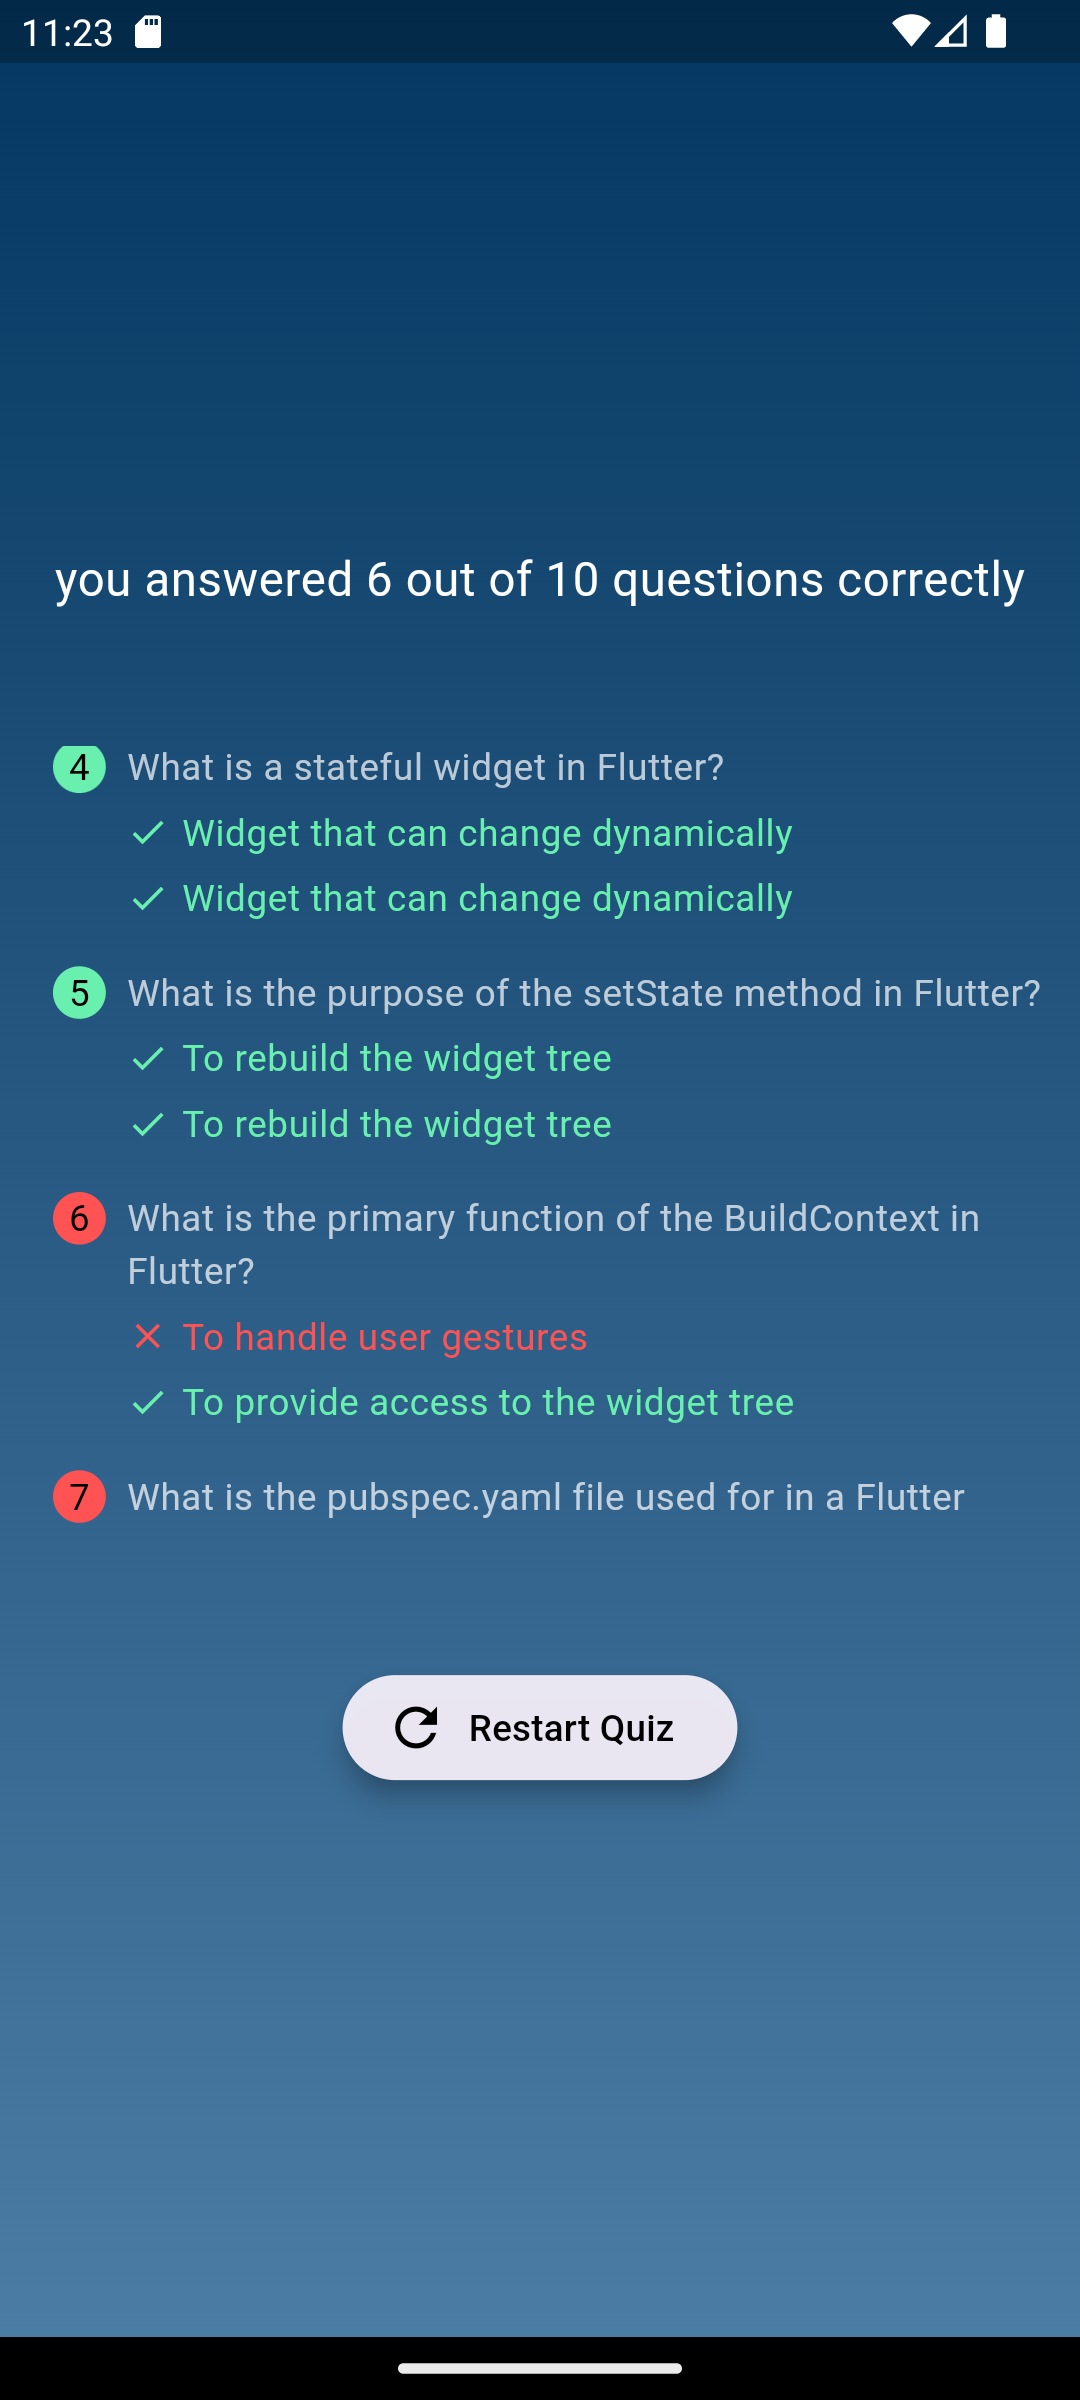 11:23
you answered 6 out of 10 questions correctly
4 What is a stateful widget in Flutter?
Widget that can change dynamically
Widget that can change dynamically
5 What is the purpose of the setState method in Flutter?
To rebuild the widget tree
To rebuild the widget tree
6 What is the primary function of the BuildContext in
Flutter?
To handle user gestures
To provide access to the widget tree
7 What is the pubspec.yaml file used for in a Flutter
Restart Quiz